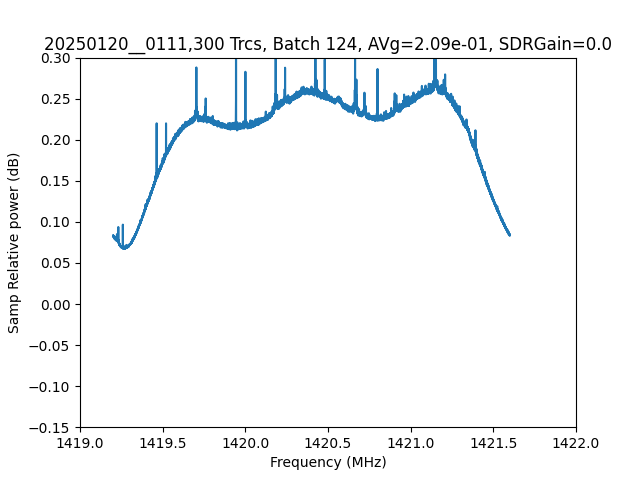 20250120__0111,300 Trcs, Batch 124, AVg=2.09e-01, SDRGain=0.0
0.30
0.25
0.20
0.15
0.10
0.05
0.00
−0.05
−0.10
−0.15
Samp Relative power (dB)
1419.0 1419.5 1420.0 1420.5 1421.0 1421.5 1422.0
Frequency (MHz)